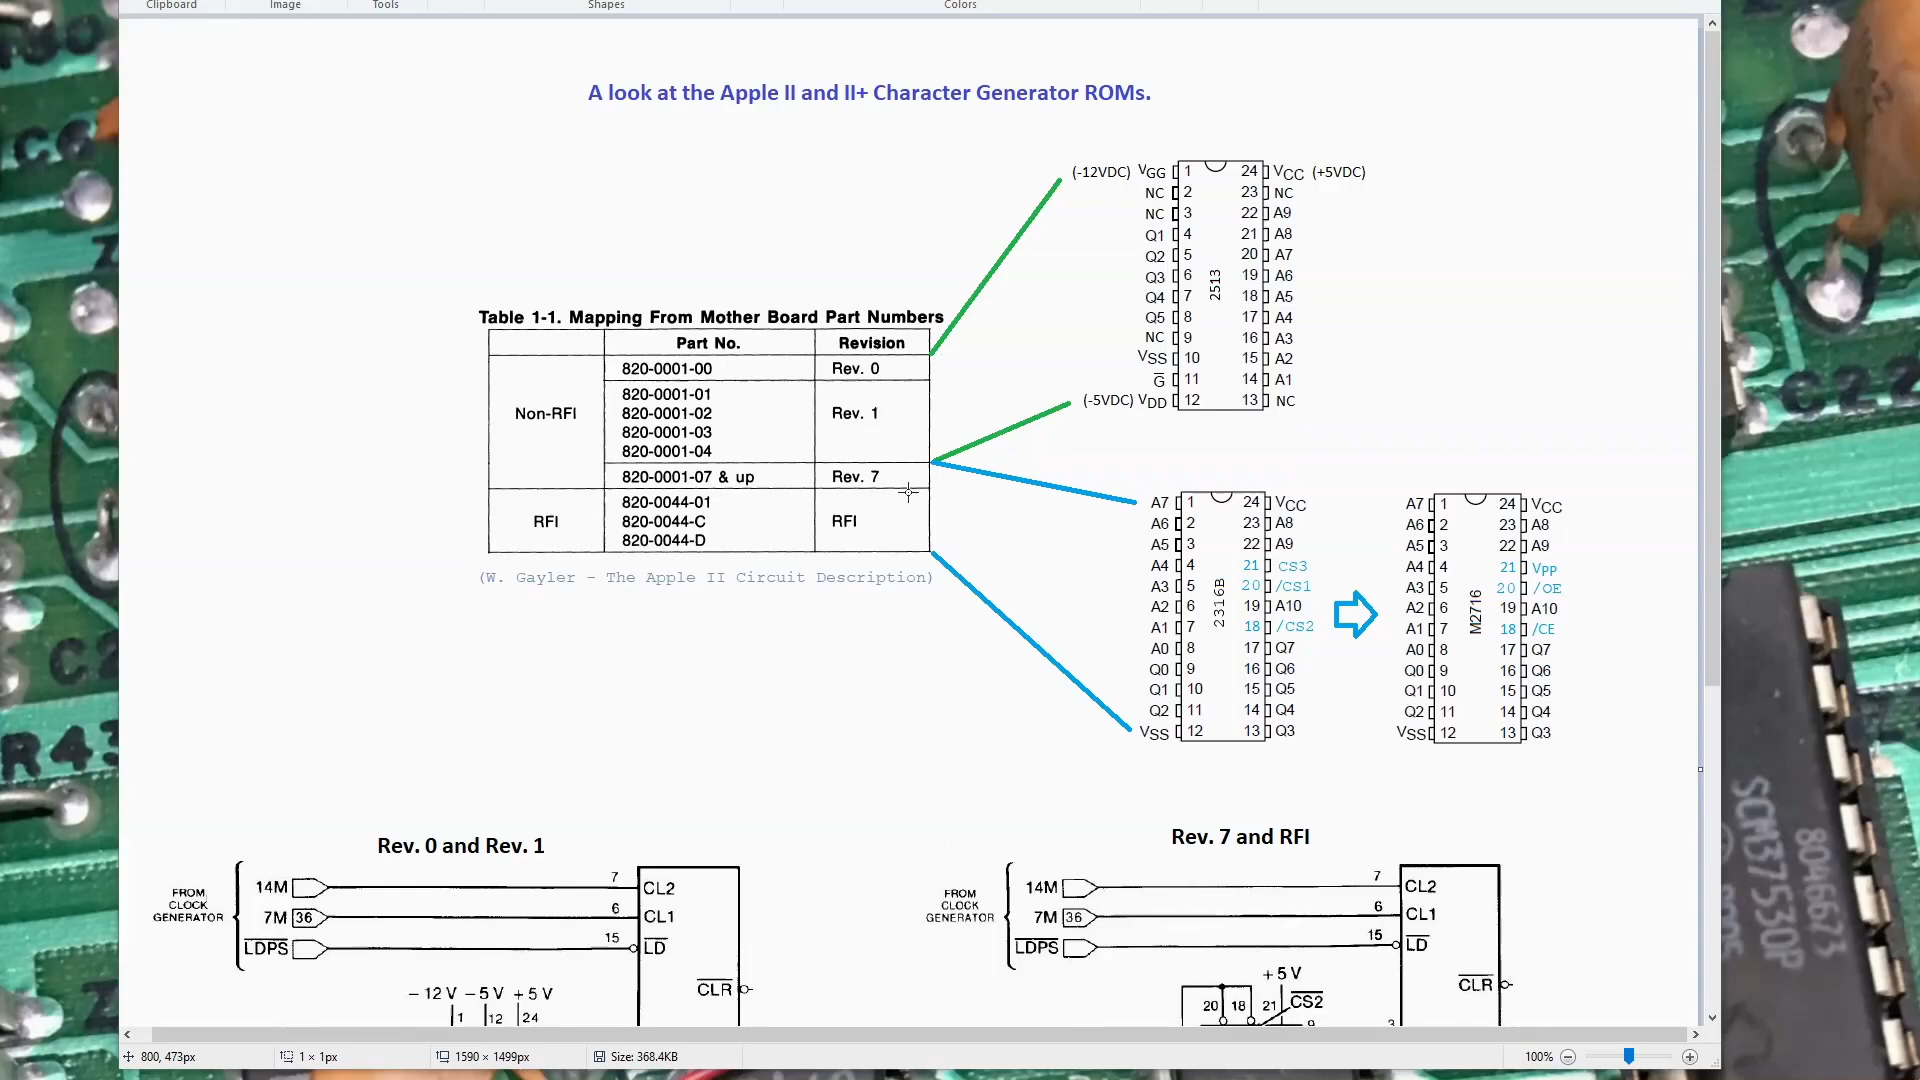 Clipboard
Image
Tools
Shapes
Colors
A look at the Apple II and II+ Character Generator ROMs.
(-12VDC) VGG 1 24 VCC (+5VDC)
NC 2 23 NC
NC 3 22 A9
Q1 4 21 A8
Q2 5 20 A7
Q3 6 19 A6
Q4 7 18 A5
Q5 8 17 A4
NC 9 16 A3
VSS 10 15 A2
G 11 14 A1
(-5VDC) VDD 12 13 NC
2513
Table 1-1. Mapping From Mother Board Part Numbers
Part No. Revision
820-0001-00 Rev. 0
Non-RFI
820-0001-01
820-0001-02
820-0001-03
820-0001-04
Rev. 1
820-0001-07 & up Rev. 7
RFI
820-0044-01
820-0044-C
820-0044-D
RFI
(W. Gayler - The Apple II Circuit Description)
A7 1 24 VCC
A6 2 23 A8
A5 3 22 A9
A4 4 21 CS3
A3 5 20 /CS1
A2 6 19 A10
A1 7 18 /CS2
A0 8 17 Q7
Q0 9 16 Q6
Q1 10 15 Q5
Q2 11 14 Q4
VSS 12 13 Q3
2316B
A7 1 24 VCC
A6 2 23 A8
A5 3 22 A9
A4 4 21 Vpp
A3 5 20 /OE
A2 6 19 A10
A1 7 18 /CE
A0 8 17 Q7
Q0 9 16 Q6
Q1 10 15 Q5
Q2 11 14 Q4
VSS 12 13 Q3
M2716
Rev. 0 and Rev. 1
FROM
CLOCK
GENERATOR
14M 7 CL2
7M 36 6 CL1
LDPS 15 LD
CLR
– 12 V – 5 V + 5 V
1 12 24
Rev. 7 and RFI
FROM
CLOCK
GENERATOR
14M 7 CL2
7M 36 6 CL1
LDPS 15 LD
+ 5 V
CLR
20 18 21 CS2
9 3
800, 473px
1 × 1px
1590 × 1499px
Size: 368.4KB
100%
R43
C22
SCM37530P
8046673